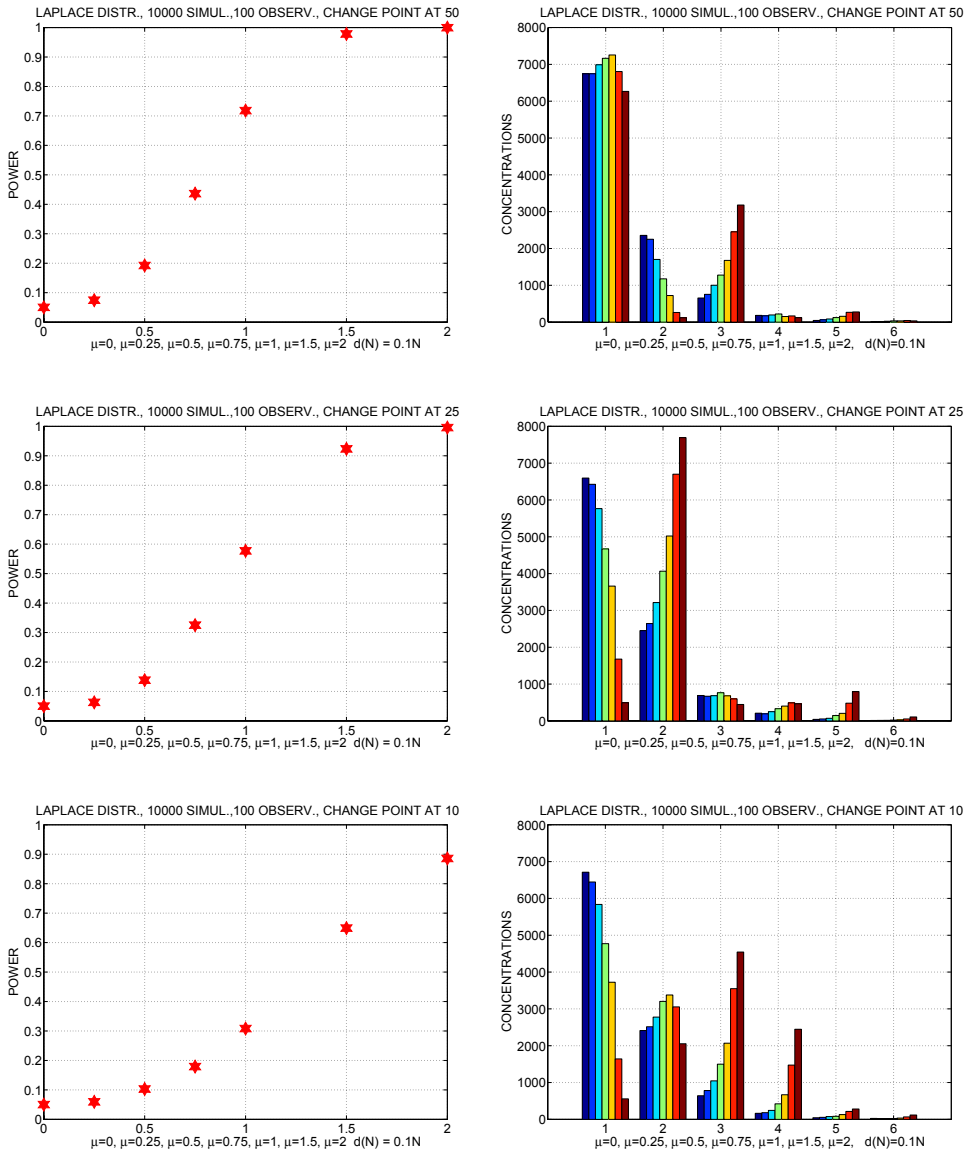 LAPLACE DISTR., 10000 SIMUL.,100 OBSERV., CHANGE POINT AT 50
1
0.9
0.8
0.7
0.6
0.5
0.4
0.3
0.2
0.1
0
POWER
0 0.5 1 1.5 2
μ=0, μ=0.25, μ=0.5, μ=0.75, μ=1, μ=1.5, μ=2 d(N) = 0.1N
LAPLACE DISTR., 10000 SIMUL.,100 OBSERV., CHANGE POINT AT 50
8000
7000
6000
5000
4000
3000
2000
1000
0
CONCENTRATIONS
1 2 3 4 5 6
μ=0, μ=0.25, μ=0.5, μ=0.75, μ=1, μ=1.5, μ=2, d(N)=0.1N
LAPLACE DISTR., 10000 SIMUL.,100 OBSERV., CHANGE POINT AT 25
1
0.9
0.8
0.7
0.6
0.5
0.4
0.3
0.2
0.1
0
POWER
0 0.5 1 1.5 2
μ=0, μ=0.25, μ=0.5, μ=0.75, μ=1, μ=1.5, μ=2 d(N) = 0.1N
LAPLACE DISTR., 10000 SIMUL.,100 OBSERV., CHANGE POINT AT 25
8000
7000
6000
5000
4000
3000
2000
1000
0
CONCENTRATIONS
1 2 3 4 5 6
μ=0, μ=0.25, μ=0.5, μ=0.75, μ=1, μ=1.5, μ=2, d(N)=0.1N
LAPLACE DISTR., 10000 SIMUL.,100 OBSERV., CHANGE POINT AT 10
1
0.9
0.8
0.7
0.6
0.5
0.4
0.3
0.2
0.1
0
POWER
0 0.5 1 1.5 2
μ=0, μ=0.25, μ=0.5, μ=0.75, μ=1, μ=1.5, μ=2 d(N) = 0.1N
LAPLACE DISTR., 10000 SIMUL.,100 OBSERV., CHANGE POINT AT 10
8000
7000
6000
5000
4000
3000
2000
1000
0
CONCENTRATIONS
1 2 3 4 5 6
μ=0, μ=0.25, μ=0.5, μ=0.75, μ=1, μ=1.5, μ=2, d(N)=0.1N